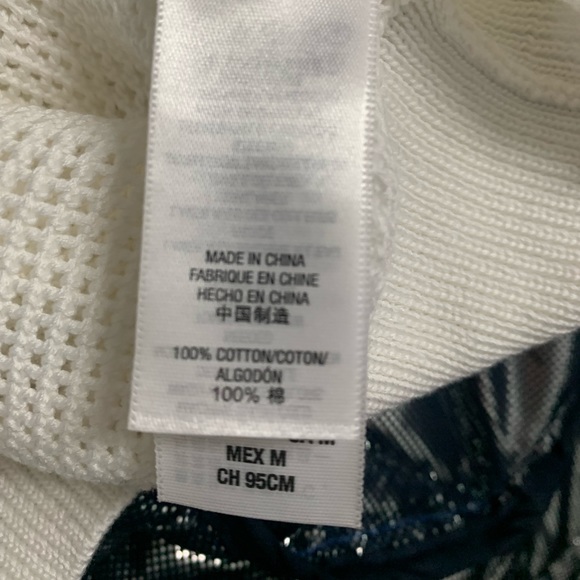 MADE IN CHINA
FABRIQUE EN CHINE
HECHO EN CHINA
中国制造
100% COTTON/COTON/
ALGODÓN
100% 棉
MEX M
CH 95CM